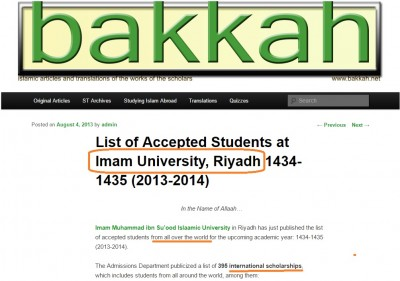 bakkah
islamic articles and translations of the works of the scholars
www.bakkah.net
Original Articles ST Archives Studying Islam Abroad Translations Quizzes Search
Posted on August 4, 2013 by admin
← Previous Next →
List of Accepted Students at
Imam University, Riyadh 1434-
1435 (2013-2014)
In the Name of Allaah...
Imam Muhammad ibn Su'ood Islaamic University in Riyadh has just published the list
of accepted students from all over the world for the upcoming academic year: 1434-1435
(2013-2014).
The Admissions Department publicized a list of 395 international scholarships,
which includes students from all around the world, among them: